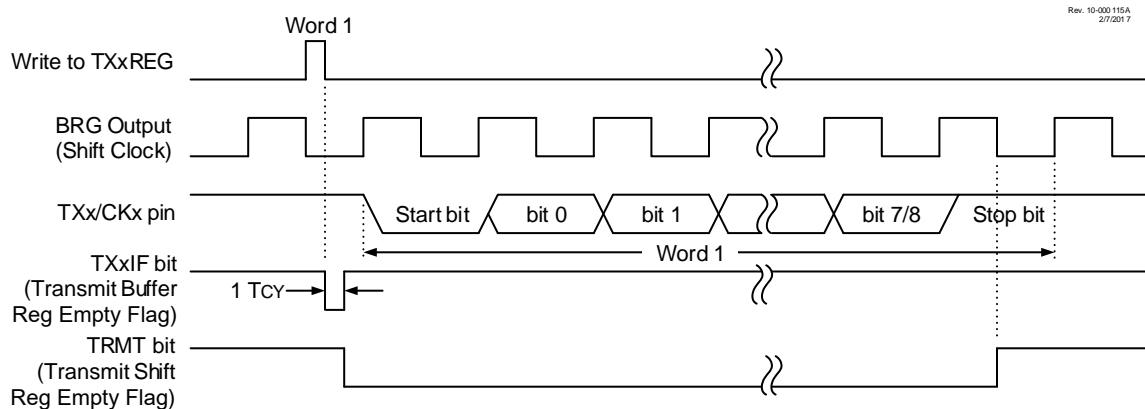 Rev. 10-000 115A
2/7/201 7
Word 1
Write to TXxREG
BRG Output
(Shift Clock)
TXx/CKx pin
Start bit
bit 0
bit 1
bit 7/8
Stop bit
Word 1
TXxIF bit
(Transmit Buffer
Reg Empty Flag)
1 TCY
TRMT bit
(Transmit Shift
Reg Empty Flag)